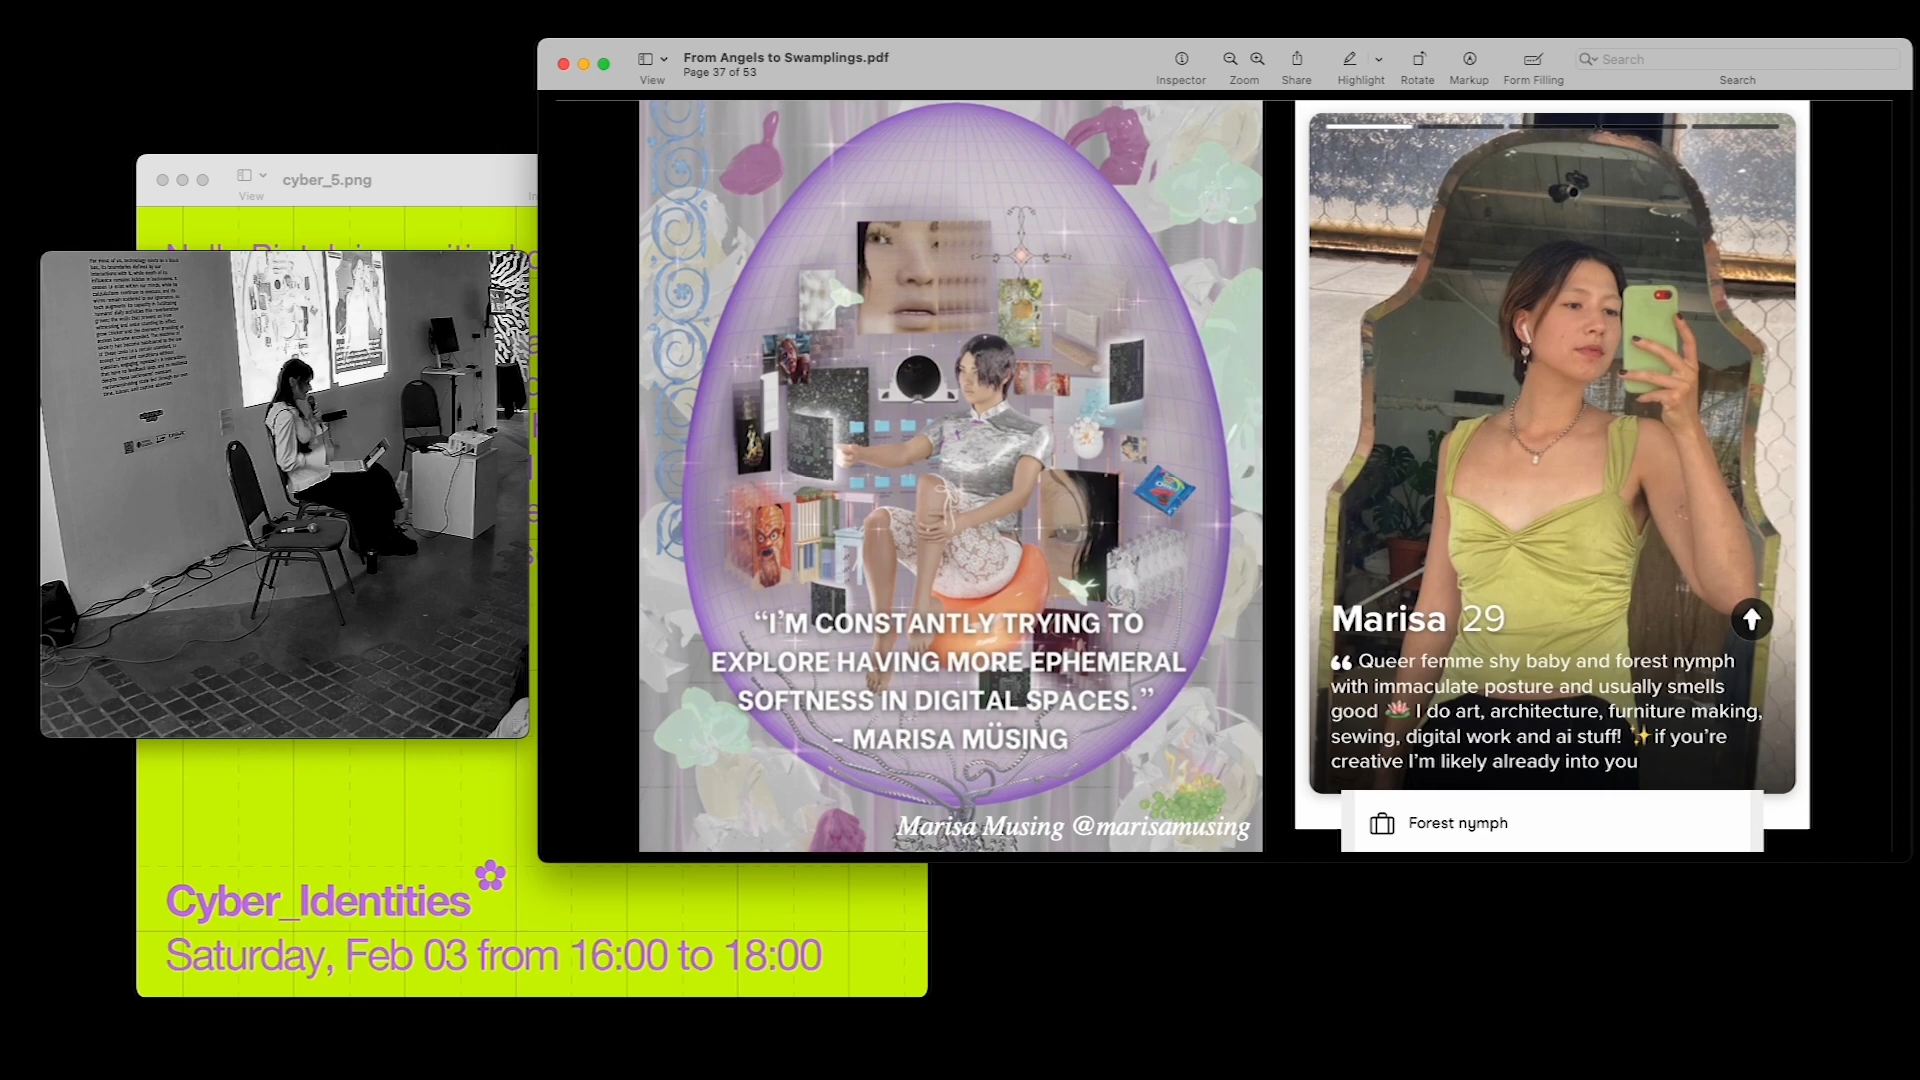 From Angels to Swamplings.pdf
Page 37 of 53
View
Inspector
Zoom
Share
Highlight
Rotate
Markup
Form Filling
Search
Search
cyber_5.png
View
“I’M CONSTANTLY TRYING TO
EXPLORE HAVING MORE EPHEMERAL
SOFTNESS IN DIGITAL SPACES.”
- MARISA MÜSING
Marisa Musing @marisamusing
Marisa 29
Queer femme shy baby and forest nymph
with immaculate posture and usually smells
good 🪷 I do art, architecture, furniture making,
sewing, digital work and ai stuff! ✨ if you’re
creative I’m likely already into you
Forest nymph
Cyber_Identities
Saturday, Feb 03 from 16:00 to 18:00